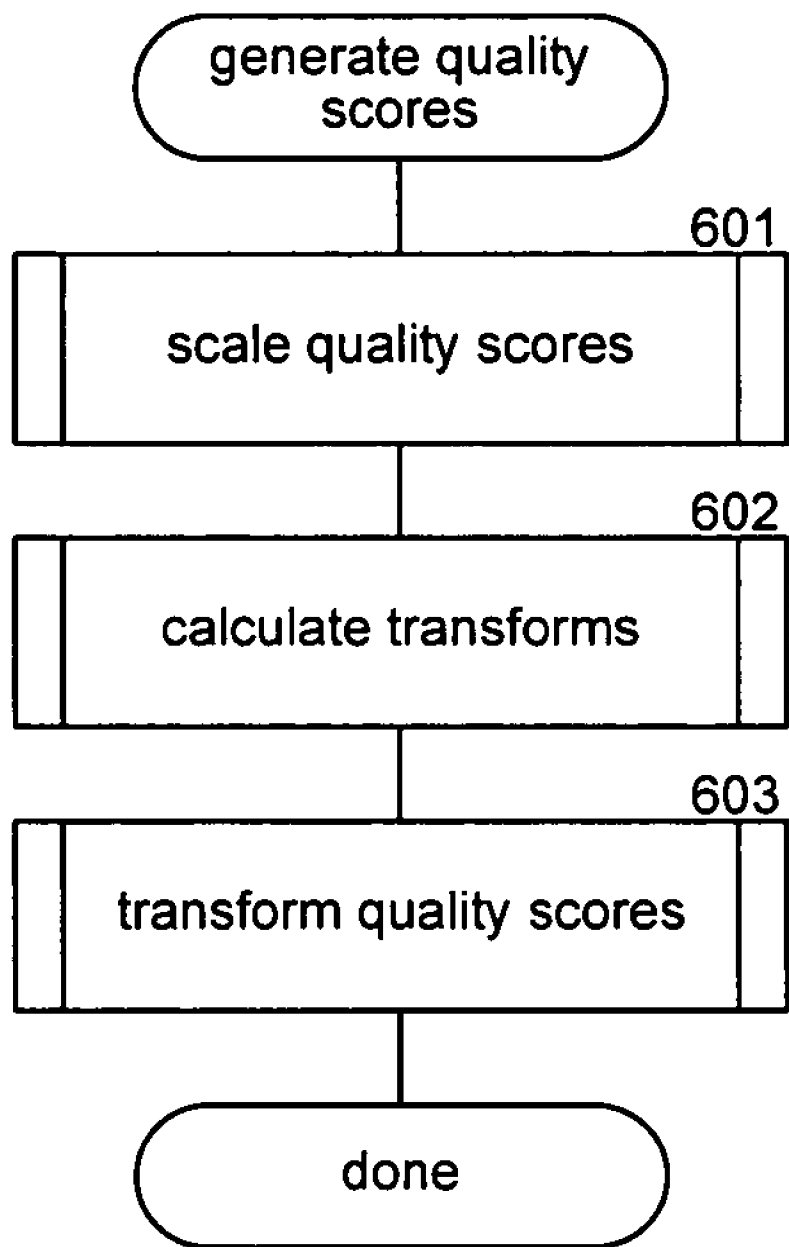 generate quality
scores
601
scale quality scores
602
calculate transforms
603
transform quality scores
done